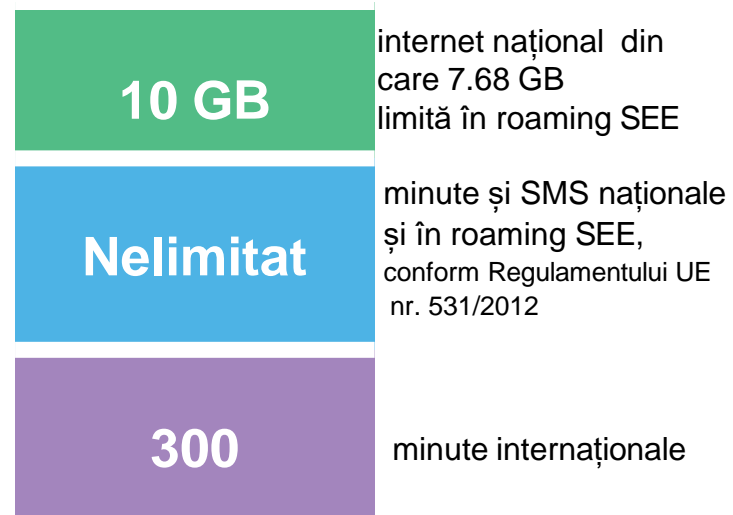 10 GB
internet național din
care 7.68 GB
limită în roaming SEE
Nelimitat
minute și SMS naționale
și în roaming SEE,
conform Regulamentului UE
nr. 531/2012
300
minute internaționale